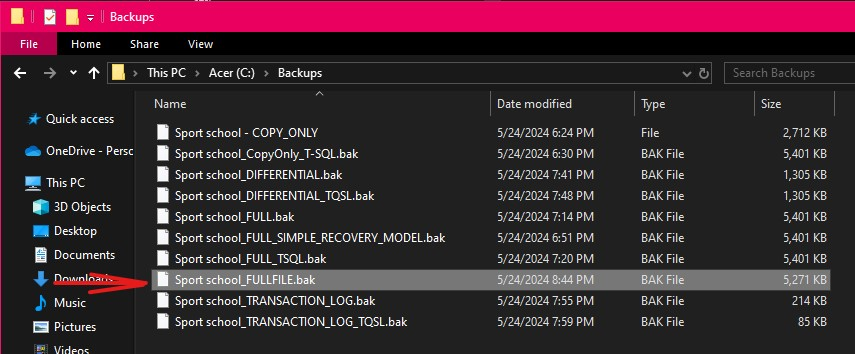 Backups
File Home Share View
This PC > Acer (C:) > Backups Search Backups
Name Date modified Type Size
Quick access
OneDrive - Persc
This PC
3D Objects
Desktop
Documents
Downloads
Music
Pictures
Videos
Sport school - COPY_ONLY 5/24/2024 6:24 PM File 2,712 KB
Sport school_CopyOnly_T-SQL.bak 5/24/2024 6:30 PM BAK File 5,401 KB
Sport school_DIFFERENTIAL.bak 5/24/2024 7:41 PM BAK File 1,305 KB
Sport school_DIFFERENTIAL_TQSL.bak 5/24/2024 7:48 PM BAK File 1,305 KB
Sport school_FULL.bak 5/24/2024 7:14 PM BAK File 5,401 KB
Sport school_FULL_SIMPLE_RECOVERY_MODEL.bak 5/24/2024 6:51 PM BAK File 5,401 KB
Sport school_FULL_TSQL.bak 5/24/2024 7:20 PM BAK File 5,401 KB
Sport school_FULLFILE.bak 5/24/2024 8:44 PM BAK File 5,271 KB
Sport school_TRANSACTION_LOG.bak 5/24/2024 7:55 PM BAK File 214 KB
Sport school_TRANSACTION_LOG_TQSL.bak 5/24/2024 7:59 PM BAK File 85 KB